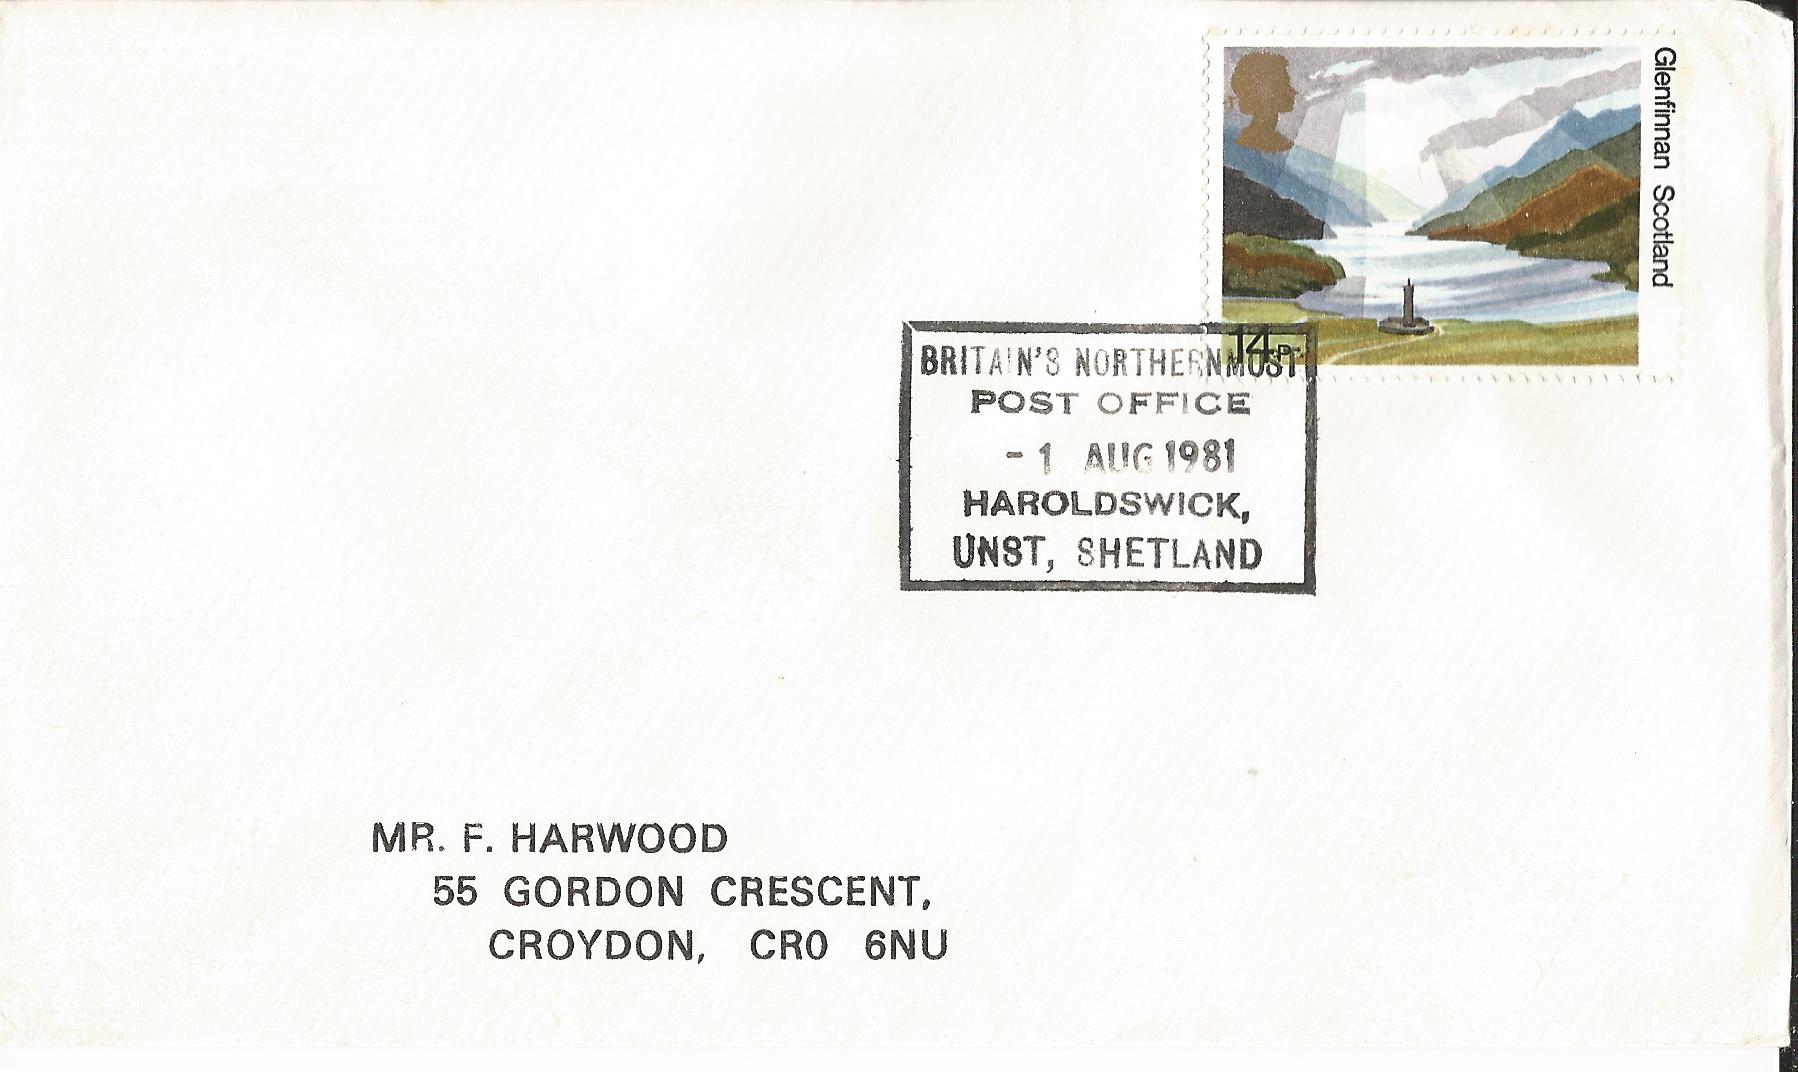 Glenfinnan Scotland
14p
BRITAIN'S NORTHERNMOST
POST OFFICE
- 1 AUG 1981
HAROLDSWICK,
UNST, SHETLAND
MR. F. HARWOOD
55 GORDON CRESCENT,
CROYDON, CR0 6NU